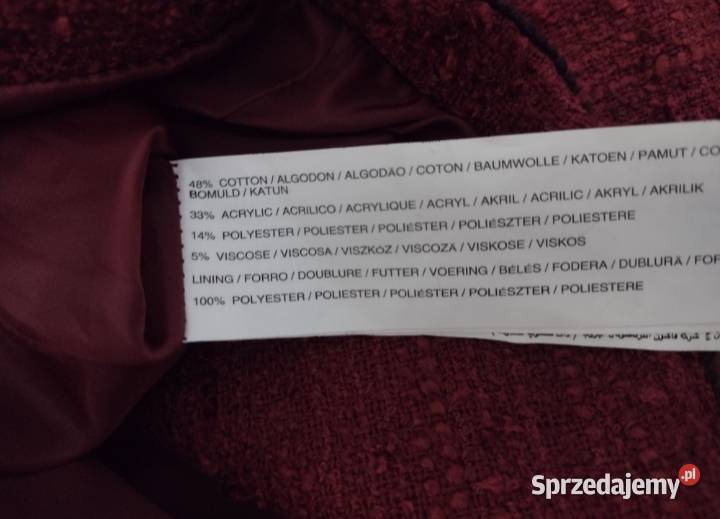 48% COTTON / ALGODON / ALGODÃO / COTON / BAUMWOLLE / KATOEN / PAMUT / CO
BOMULD / KATUN
33% ACRYLIC / ACRILICO / ACRYLIQUE / ACRYL / AKRIL / ACRILIC / AKRYL / AKRILIK
14% POLYESTER / POLIESTER / POLIÉSTER / POLIÉSZTER / POLIESTERE
5% VISCOSE / VISCOSA / VISZKÓZ / VISCOZĂ / VISKOSE / VISKOS
LINING / FORRO / DOUBLURE / FUTTER / VOERING / BÉLÉS / FODERA / DUBLURĂ / FOR
100% POLYESTER / POLIESTER / POLIÉSTER / POLIÉSZTER / POLIESTERE
Sprzedajemy.pl